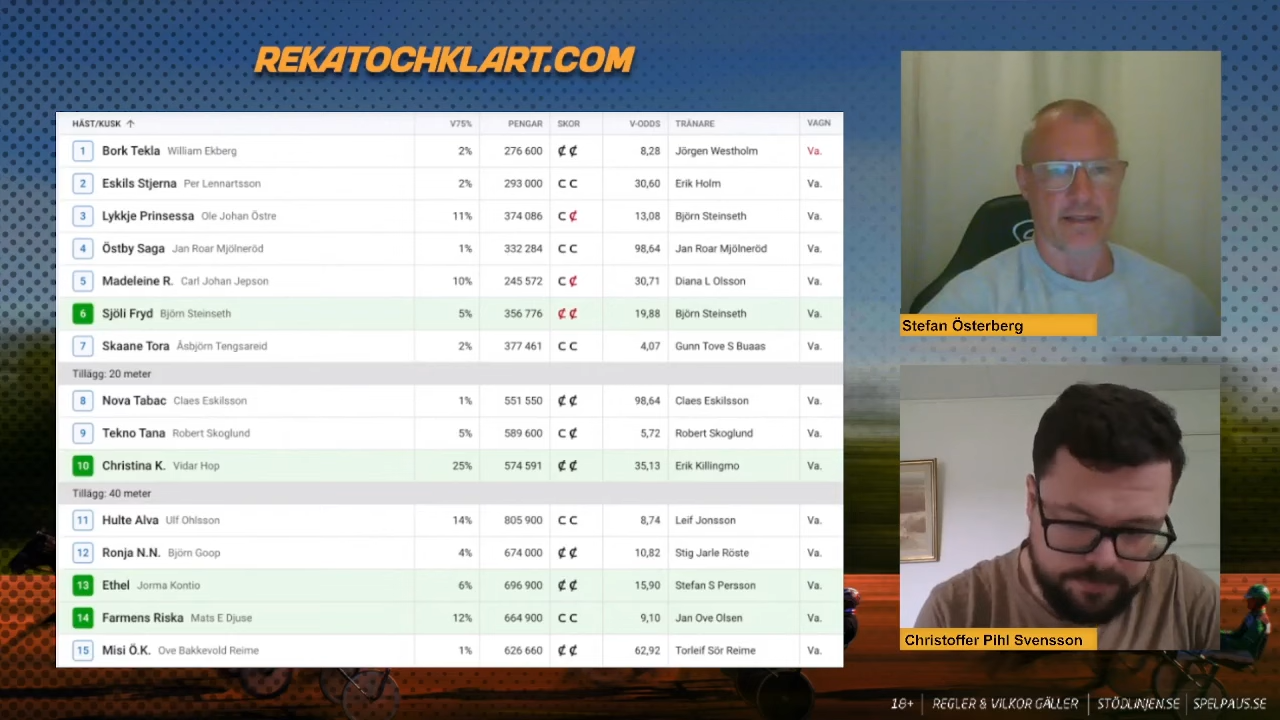 REKATOCHKLART.COM
HÄST/KUSK ↑ V75% PENGAR SKOR V-ODDS TRÄNARE VAGN
1 Bork Tekla William Ekberg 2% 276 600 ₡ ₡ 8,28 Jörgen Westholm Va.
2 Eskils Stjerna Per Lennartsson 2% 293 000 C C 30,60 Erik Holm Va.
3 Lykkje Prinsessa Ole Johan Östre 11% 374 086 C ₡ 13,08 Björn Steinseth Va.
4 Östby Saga Jan Roar Mjölneröd 1% 332 284 C C 98,64 Jan Roar Mjölneröd Va.
5 Madeleine R. Carl Johan Jepson 10% 245 572 C ₡ 30,71 Diana L Olsson Va.
6 Sjöli Fryd Björn Steinseth 5% 356 776 ₡ ₡ 19,88 Björn Steinseth Va.
7 Skaane Tora Åsbjörn Tengsareid 2% 377 461 C C 4,07 Gunn Tove S Buaas Va.
Tillägg: 20 meter
8 Nova Tabac Claes Eskilsson 1% 551 550 ₡ ₡ 98,64 Claes Eskilsson Va.
9 Tekno Tana Robert Skoglund 5% 589 600 C ₡ 5,72 Robert Skoglund Va.
10 Christina K. Vidar Hop 25% 574 591 ₡ ₡ 35,13 Erik Killingmo Va.
Tillägg: 40 meter
11 Hulte Alva Ulf Ohlsson 14% 805 900 C C 8,74 Leif Jonsson Va.
12 Ronja N.N. Björn Goop 4% 674 000 ₡ ₡ 10,82 Stig Jarle Röste Va.
13 Ethel Jorma Kontio 6% 696 900 ₡ ₡ 15,90 Stefan S Persson Va.
14 Farmens Riska Mats E Djuse 12% 664 900 C C 9,10 Jan Ove Olsen Va.
15 Misi Ö.K. Ove Bakkevold Reime 1% 626 660 ₡ ₡ 62,92 Torleif Sör Reime Va.
Stefan Österberg
Christoffer Pihl Svensson
18+ | REGLER & VILKOR GÄLLER | STÖDLINJEN.SE | SPELPAUS.SE